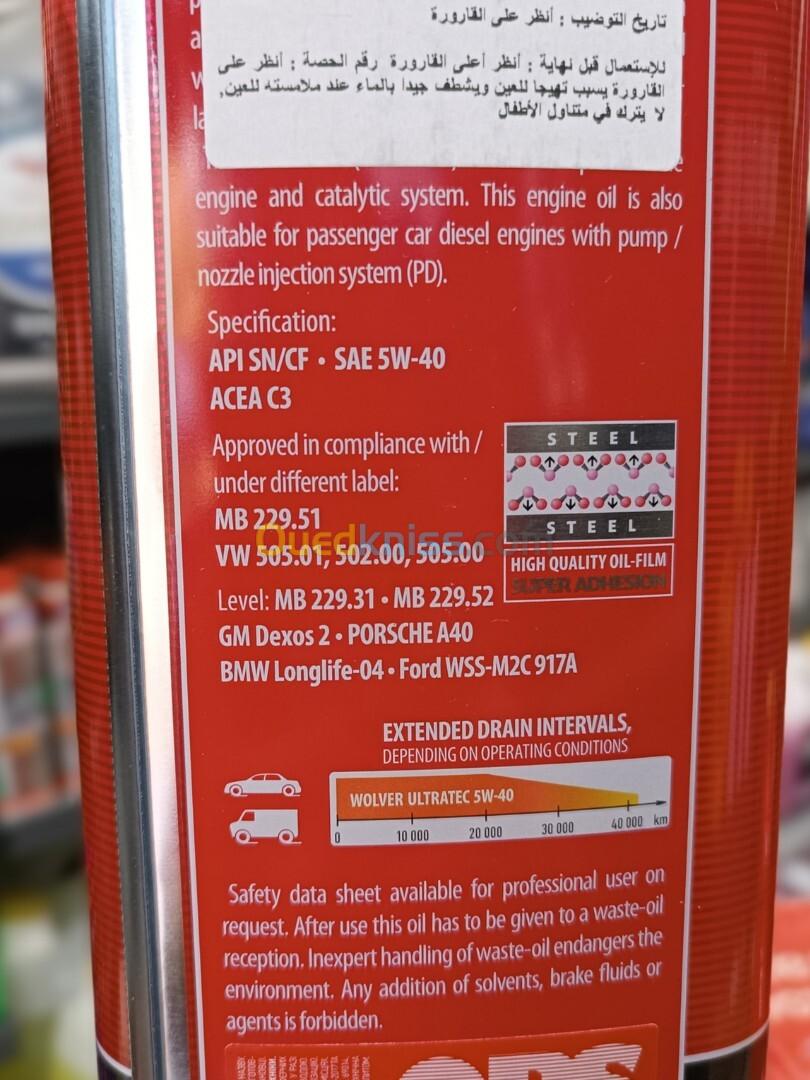 تاريخ التوضيب : أنظر على القارورة
للإستعمال قبل نهاية : أنظر أعلى القارورة رقم الحصة : أنظر على
القارورة يسبب تهيجا للعين ويشطف جيدا بالماء عند ملامسته للعين,
لا يترك في متناول الأطفال
engine and catalytic system. This engine oil is also
suitable for passenger car diesel engines with pump /
nozzle injection system (PD).
Specification:
API SN/CF • SAE 5W-40
ACEA C3
Approved in compliance with /
under different label:
MB 229.51
VW 505.01, 502.00, 505.00
Level: MB 229.31 • MB 229.52
GM Dexos 2 • PORSCHE A40
BMW Longlife-04 • Ford WSS-M2C 917A
STEEL
STEEL
HIGH QUALITY OIL-FILM
SUPER ADHESION
Ouedkniss.com
EXTENDED DRAIN INTERVALS,
DEPENDING ON OPERATING CONDITIONS
WOLVER ULTRATEC 5W-40
0 10 000 20 000 30 000 40 000 km
Safety data sheet available for professional user on
request. After use this oil has to be given to a waste-oil
reception. Inexpert handling of waste-oil endangers the
environment. Any addition of solvents, brake fluids or
agents is forbidden.